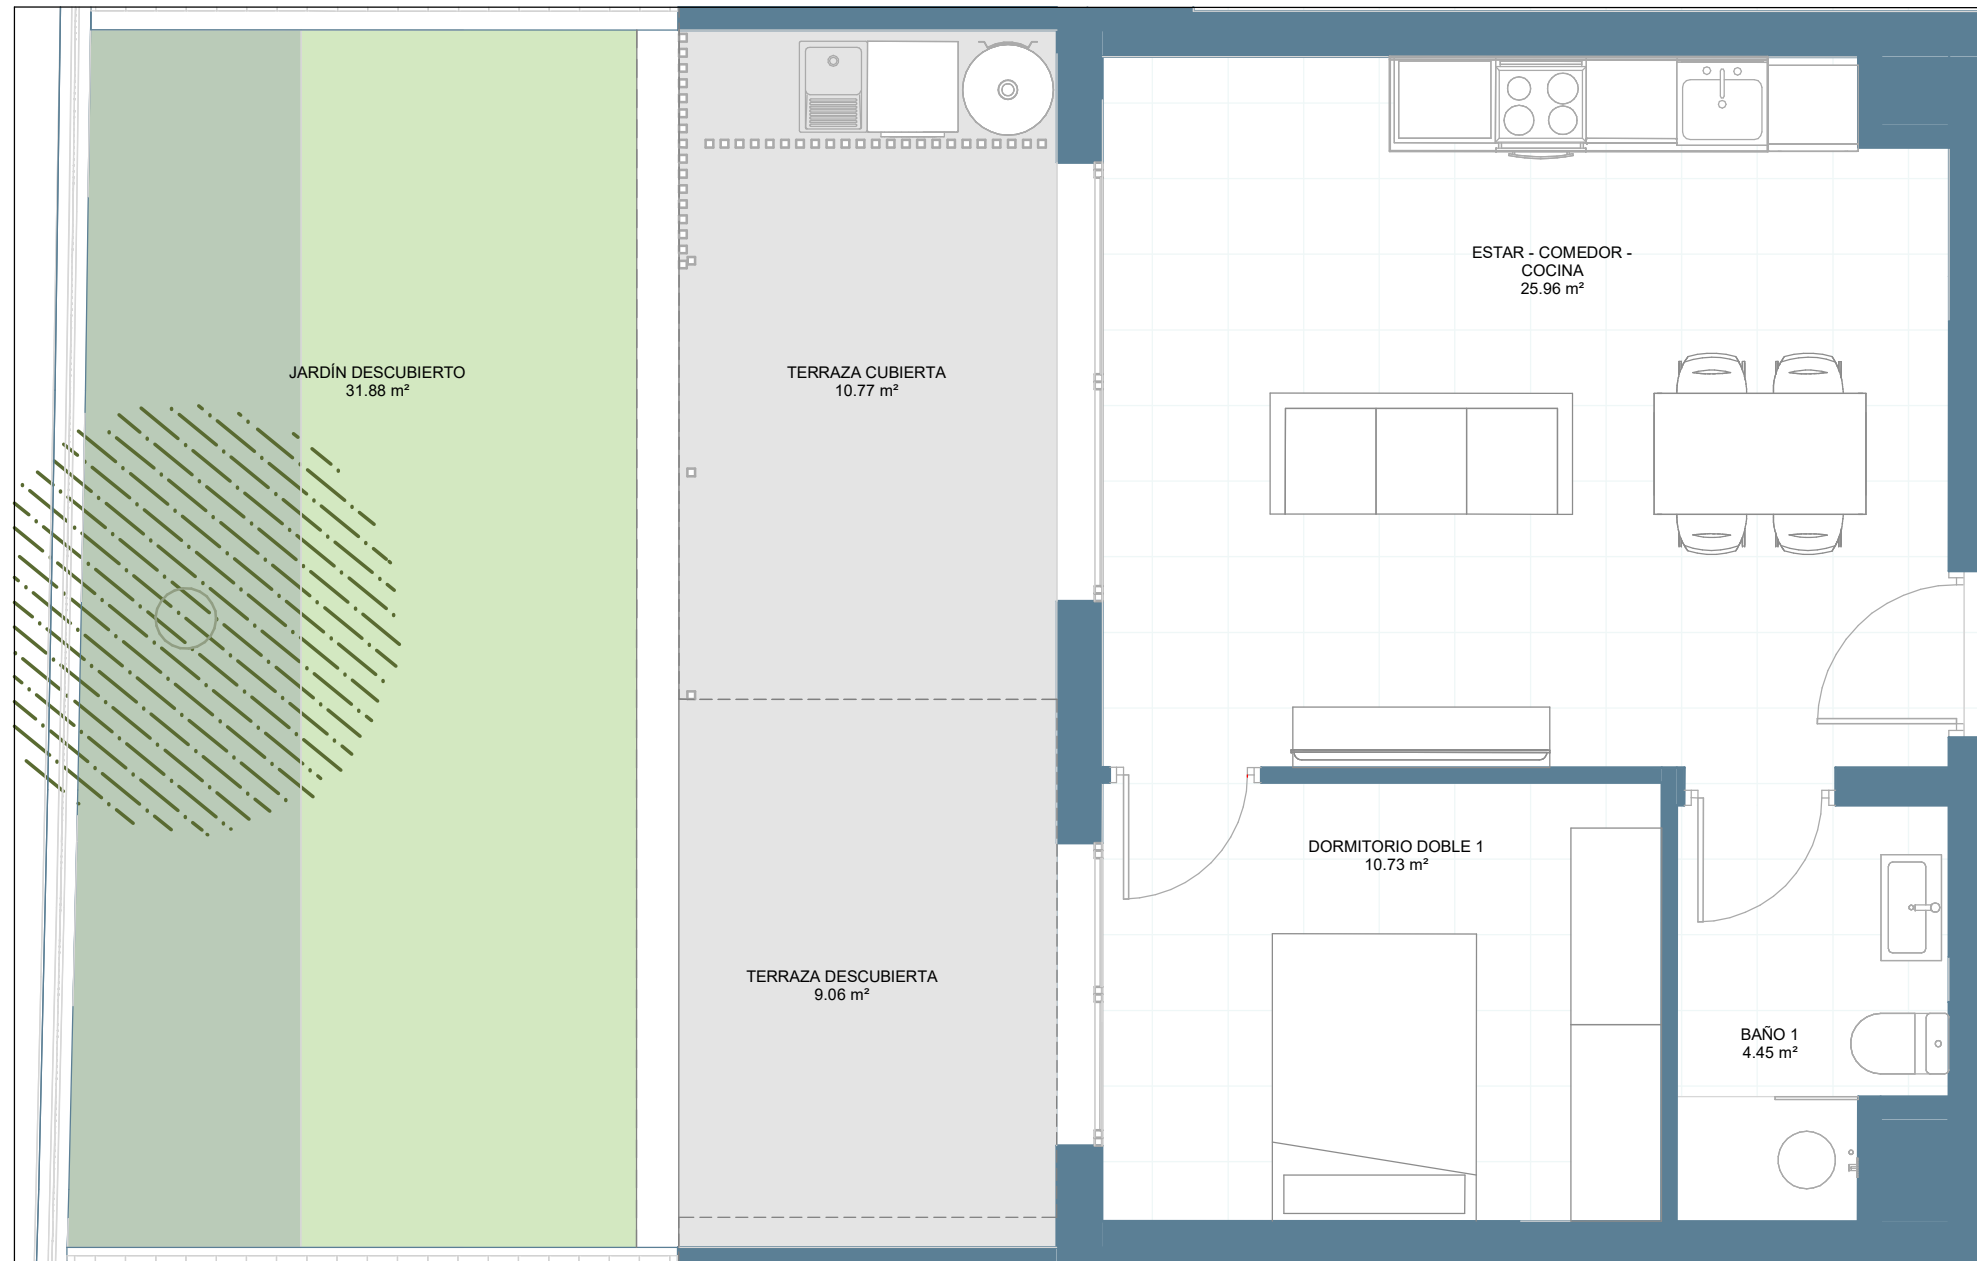 ESTAR - COMEDOR -
COCINA
25.96 m²
JARDÍN DESCUBIERTO
31.88 m²
TERRAZA CUBIERTA
10.77 m²
DORMITORIO DOBLE 1
10.73 m²
TERRAZA DESCUBIERTA
9.06 m²
BAÑO 1
4.45 m²